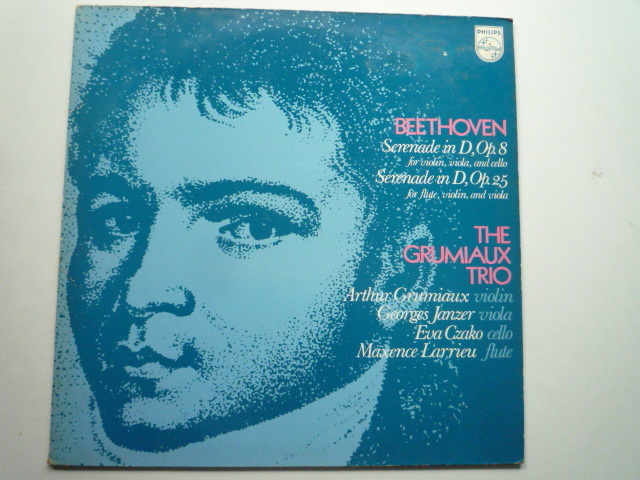 PHILIPS
BEETHOVEN
Serenade in D, Op. 8
for violin, viola, and cello
Serenade in D, Op. 25
for flute, violin, and viola
THE
GRUMIAUX
TRIO
Arthur Grumiaux violin
Georges Janzer viola
Eva Czako cello
Maxence Larrieu flute